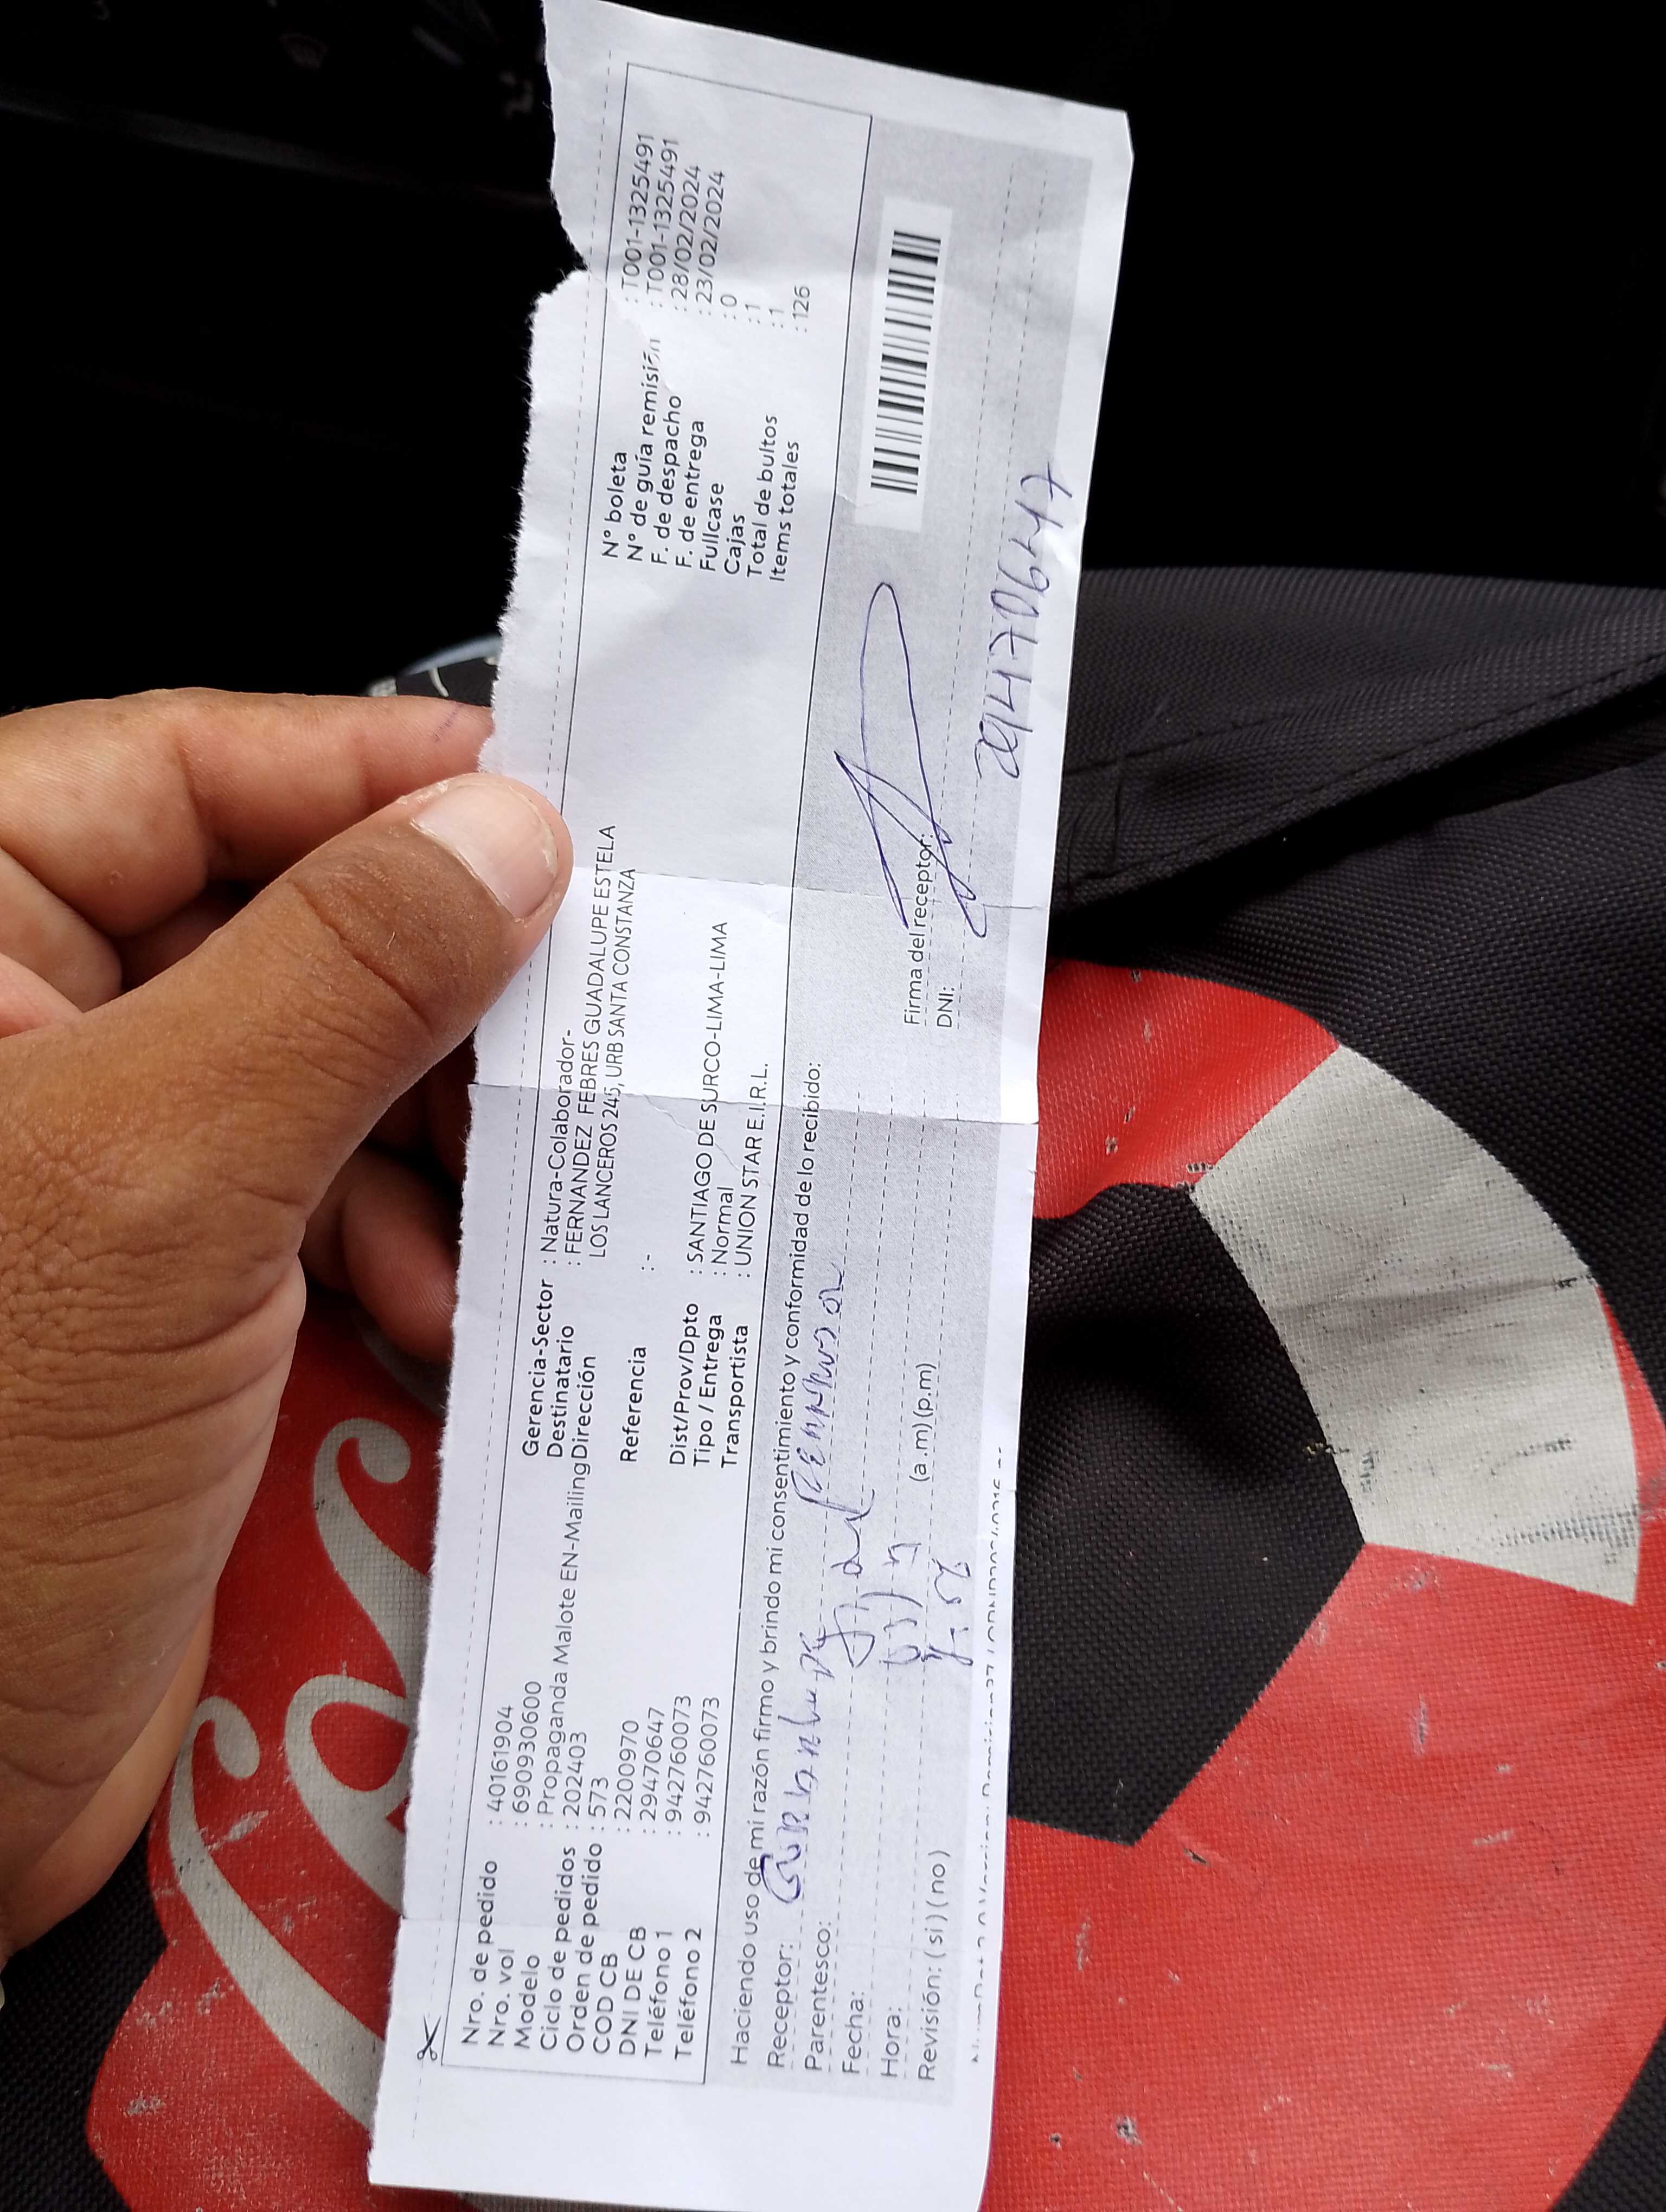 Nro. de pedido : 40161904
Nro. vol : 690930600
Modelo : Propaganda Malote EN-Mailing
Ciclo de pedidos : 202403
Orden de pedido : 573
COD CB : 2200970
DNI DE CB : 29470647
Teléfono 1 : 942760073
Teléfono 2 : 942760073
Gerencia-Sector : Natura-Colaborador-
Destinatario : FERNANDEZ FEBRES GUADALUPE ESTELA
Dirección LOS LANCEROS 245, URB SANTA CONSTANZA
Referencia : -
Dist/Prov/Dpto : SANTIAGO DE SURCO-LIMA-LIMA
Tipo / Entrega : Normal
Transportista : UNION STAR E.I.R.L.
N° boleta : T001-1325491
N° de guía remisión : T001-1325491
F. de despacho : 28/02/2024
F. de entrega : 23/02/2024
Fullcase : 0
Cajas : 1
Total de bultos : 1
Items totales : 126
Haciendo uso de mi razón firmo y brindo mi consentimiento y conformidad de lo recibido:
Receptor:
Parentesco:
Fecha:
Hora: (a .m) (p.m)
Revisión: ( si ) ( no )
Firma del receptor:
DNI: 29470647